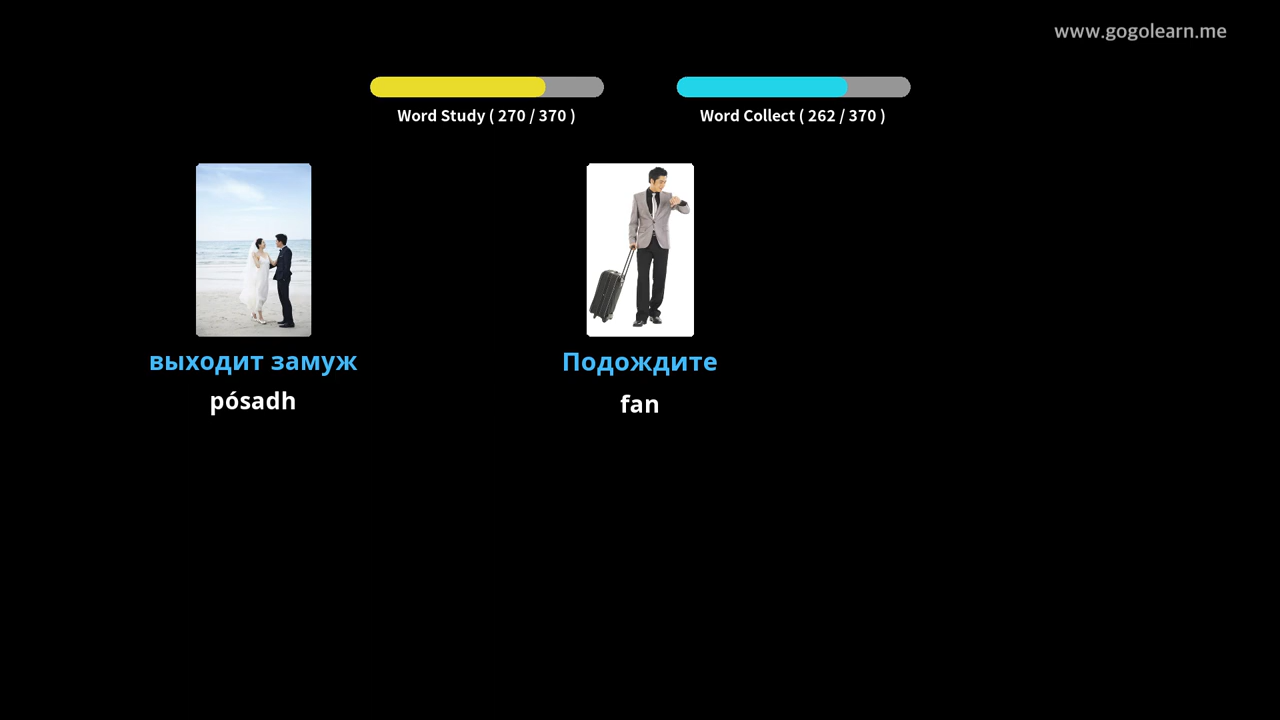 www.gogolearn.me
Word Study ( 270 / 370 )
Word Collect ( 262 / 370 )
выходит замуж
pósadh
Подождите
fan